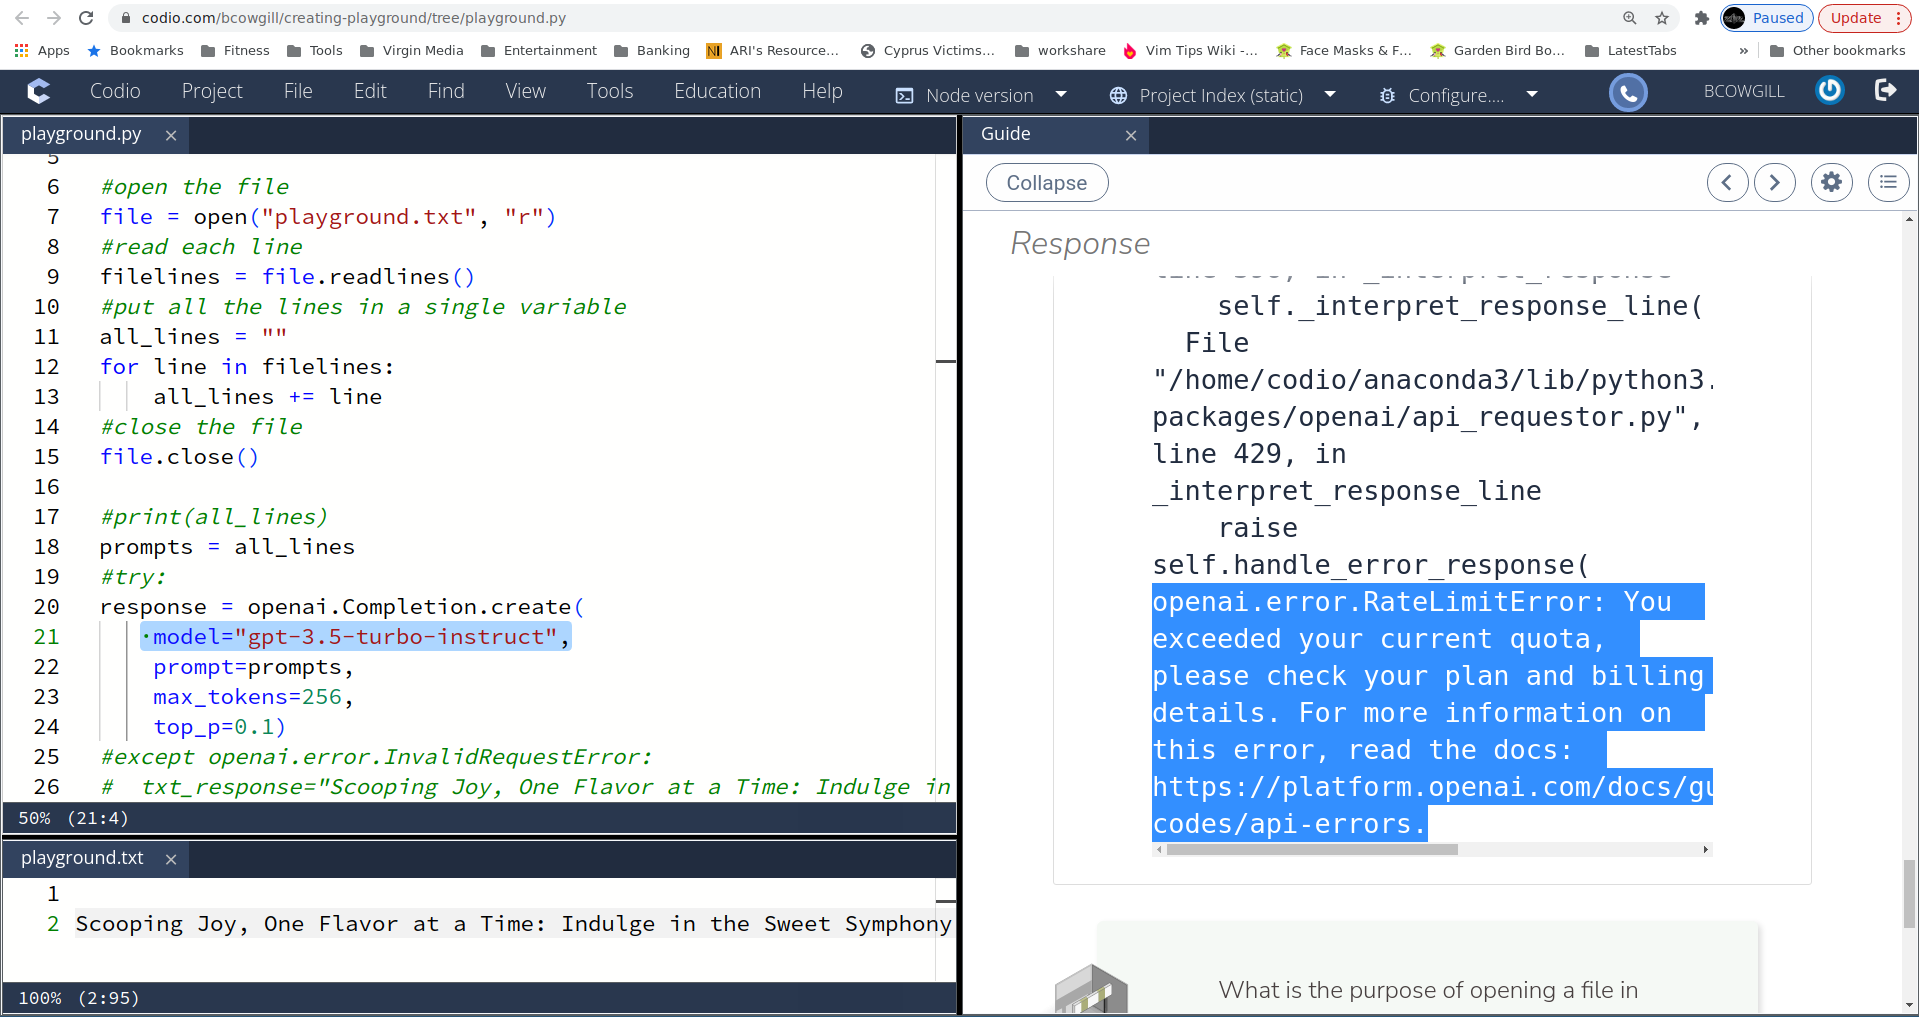 codio.com/bcowgill/creating-playground/tree/playground.py
Paused
Update
Apps
Bookmarks
Fitness
Tools
Virgin Media
Entertainment
Banking
NI
ARI's Resource...
Cyprus Victims...
workshare
Vim Tips Wiki -...
Face Masks & F...
Garden Bird Bo...
LatestTabs
»
Other bookmarks
Codio
Project
File
Edit
Find
View
Tools
Education
Help
Node version
Project Index (static)
Configure....
BCOWGILL
playground.py ×
5
6 #open the file
7 file = open("playground.txt", "r")
8 #read each line
9 filelines = file.readlines()
10 #put all the lines in a single variable
11 all_lines = ""
12 for line in filelines:
13 all_lines += line
14 #close the file
15 file.close()
16
17 #print(all_lines)
18 prompts = all_lines
19 #try:
20 response = openai.Completion.create(
21 model="gpt-3.5-turbo-instruct",
22 prompt=prompts,
23 max_tokens=256,
24 top_p=0.1)
25 #except openai.error.InvalidRequestError:
26 # txt_response="Scooping Joy, One Flavor at a Time: Indulge in
50% (21:4)
playground.txt ×
1
2 Scooping Joy, One Flavor at a Time: Indulge in the Sweet Symphony
100% (2:95)
Guide ×
Collapse
Response
in _interpret_response
self._interpret_response_line(
File
"/home/codio/anaconda3/lib/python3.
packages/openai/api_requestor.py",
line 429, in
_interpret_response_line
raise
self.handle_error_response(
openai.error.RateLimitError: You
exceeded your current quota,
please check your plan and billing
details. For more information on
this error, read the docs:
https://platform.openai.com/docs/gu
codes/api-errors.
What is the purpose of opening a file in